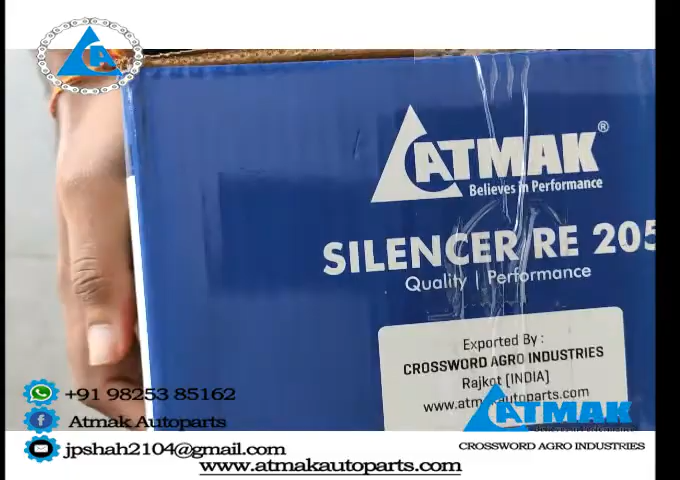 ATMAK®
Believes in Performance
SILENCER RE 205
Quality | Performance
Exported By :
CROSSWORD AGRO INDUSTRIES
Rajkot [INDIA]
www.atmakautoparts.com
+91 98253 85162
Atmak Autoparts
jpshah2104@gmail.com
ATMAK
CROSSWORD AGRO INDUSTRIES
www.atmakautoparts.com